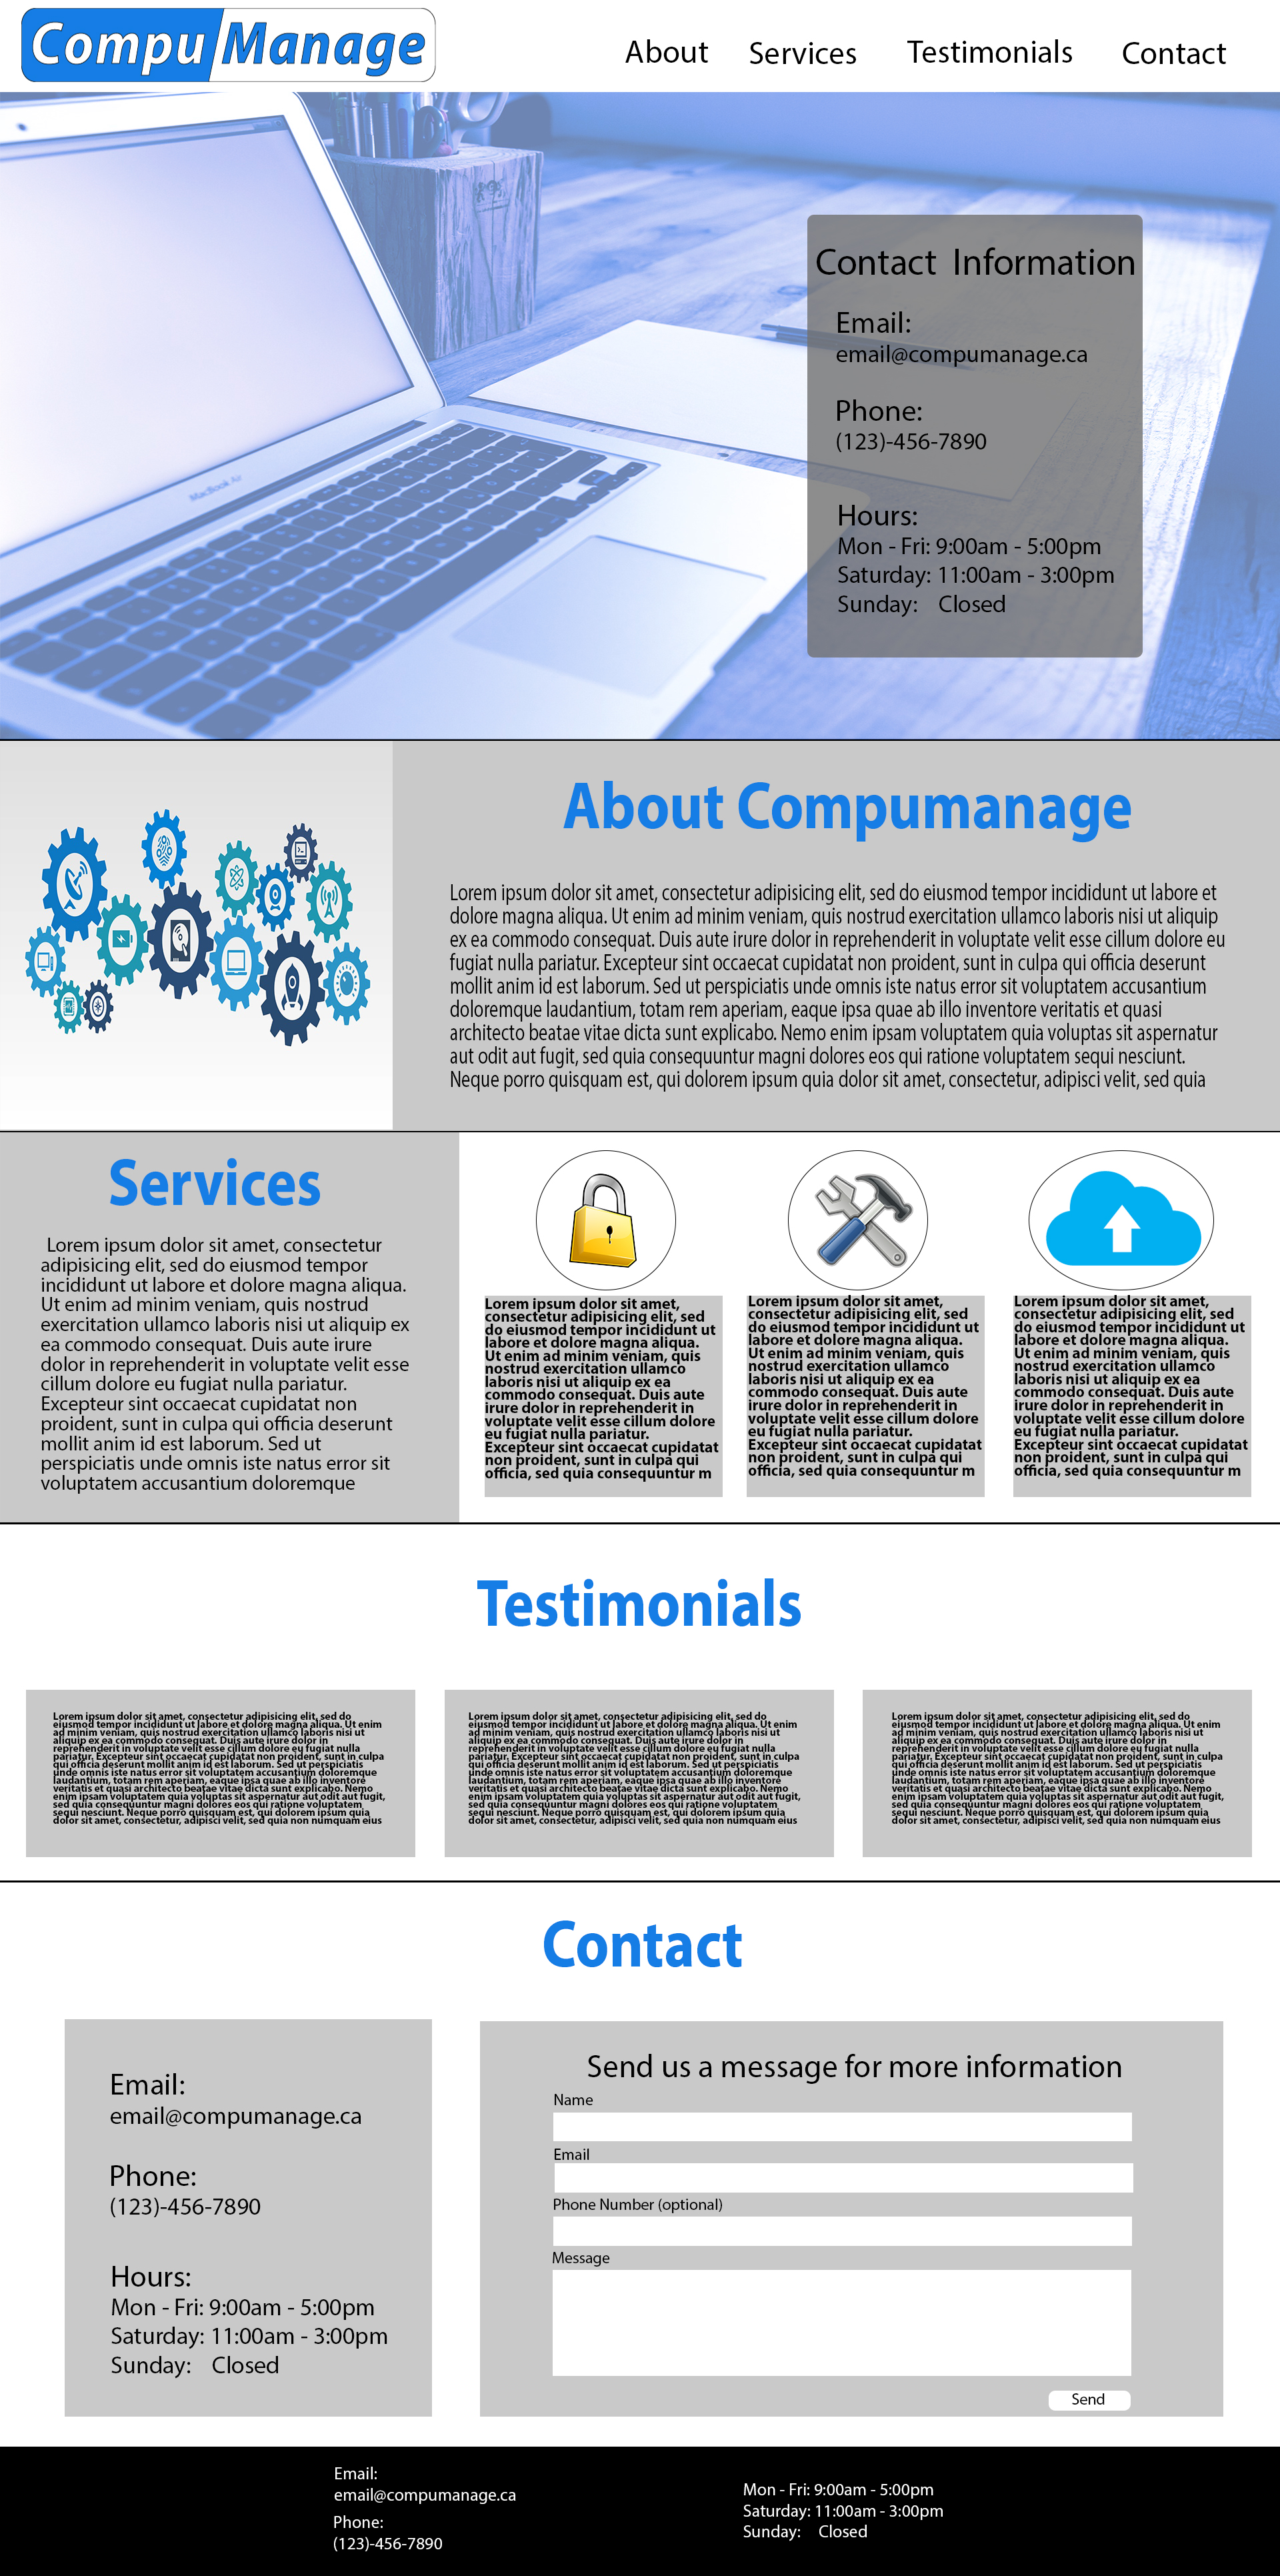 Compu Manage
About Services Testimonials Contact
MacBook Air
Contact Information
Email:
email@compumanage.ca
Phone:
(123)-456-7890
Hours:
Mon - Fri: 9:00am - 5:00pm
Saturday: 11:00am - 3:00pm
Sunday: Closed
About Compumanage
Lorem ipsum dolor sit amet, consectetur adipisicing elit, sed do eiusmod tempor incididunt ut labore et
dolore magna aliqua. Ut enim ad minim veniam, quis nostrud exercitation ullamco laboris nisi ut aliquip
ex ea commodo consequat. Duis aute irure dolor in reprehenderit in voluptate velit esse cillum dolore eu
fugiat nulla pariatur. Excepteur sint occaecat cupidatat non proident, sunt in culpa qui officia deserunt
mollit anim id est laborum. Sed ut perspiciatis unde omnis iste natus error sit voluptatem accusantium
doloremque laudantium, totam rem aperiam, eaque ipsa quae ab illo inventore veritatis et quasi
architecto beatae vitae dicta sunt explicabo. Nemo enim ipsam voluptatem quia voluptas sit aspernatur
aut odit aut fugit, sed quia consequuntur magni dolores eos qui ratione voluptatem sequi nesciunt.
Neque porro quisquam est, qui dolorem ipsum quia dolor sit amet, consectetur, adipisci velit, sed quia
Services
Lorem ipsum dolor sit amet, consectetur
adipisicing elit, sed do eiusmod tempor
incididunt ut labore et dolore magna aliqua.
Ut enim ad minim veniam, quis nostrud
exercitation ullamco laboris nisi ut aliquip ex
ea commodo consequat. Duis aute irure
dolor in reprehenderit in voluptate velit esse
cillum dolore eu fugiat nulla pariatur.
Excepteur sint occaecat cupidatat non
proident, sunt in culpa qui officia deserunt
mollit anim id est laborum. Sed ut
perspiciatis unde omnis iste natus error sit
voluptatem accusantium doloremque
Lorem ipsum dolor sit amet,
consectetur adipisicing elit, sed
do eiusmod tempor incididunt ut
labore et dolore magna aliqua.
Ut enim ad minim veniam, quis
nostrud exercitation ullamco
laboris nisi ut aliquip ex ea
commodo consequat. Duis aute
irure dolor in reprehenderit in
voluptate velit esse cillum dolore
eu fugiat nulla pariatur.
Excepteur sint occaecat cupidatat
non proident, sunt in culpa qui
officia, sed quia consequuntur m
Lorem ipsum dolor sit amet,
consectetur adipisicing elit, sed
do eiusmod tempor incididunt ut
labore et dolore magna aliqua.
Ut enim ad minim veniam, quis
nostrud exercitation ullamco
laboris nisi ut aliquip ex ea
commodo consequat. Duis aute
irure dolor in reprehenderit in
voluptate velit esse cillum dolore
eu fugiat nulla pariatur.
Excepteur sint occaecat cupidatat
non proident, sunt in culpa qui
officia, sed quia consequuntur m
Lorem ipsum dolor sit amet,
consectetur adipisicing elit, sed
do eiusmod tempor incididunt ut
labore et dolore magna aliqua.
Ut enim ad minim veniam, quis
nostrud exercitation ullamco
laboris nisi ut aliquip ex ea
commodo consequat. Duis aute
irure dolor in reprehenderit in
voluptate velit esse cillum dolore
eu fugiat nulla pariatur.
Excepteur sint occaecat cupidatat
non proident, sunt in culpa qui
officia, sed quia consequuntur m
Testimonials
Lorem ipsum dolor sit amet, consectetur adipisicing elit, sed do
eiusmod tempor incididunt ut labore et dolore magna aliqua. Ut enim
ad minim veniam, quis nostrud exercitation ullamco laboris nisi ut
aliquip ex ea commodo consequat. Duis aute irure dolor in
reprehenderit in voluptate velit esse cillum dolore eu fugiat nulla
pariatur. Excepteur sint occaecat cupidatat non proident, sunt in culpa
qui officia deserunt mollit anim id est laborum. Sed ut perspiciatis
unde omnis iste natus error sit voluptatem accusantium doloremque
laudantium, totam rem aperiam, eaque ipsa quae ab illo inventore
veritatis et quasi architecto beatae vitae dicta sunt explicabo. Nemo
enim ipsam voluptatem quia voluptas sit aspernatur aut odit aut fugit,
sed quia consequuntur magni dolores eos qui ratione voluptatem
sequi nesciunt. Neque porro quisquam est, qui dolorem ipsum quia
dolor sit amet, consectetur, adipisci velit, sed quia non numquam eius
Lorem ipsum dolor sit amet, consectetur adipisicing elit, sed do
eiusmod tempor incididunt ut labore et dolore magna aliqua. Ut enim
ad minim veniam, quis nostrud exercitation ullamco laboris nisi ut
aliquip ex ea commodo consequat. Duis aute irure dolor in
reprehenderit in voluptate velit esse cillum dolore eu fugiat nulla
pariatur. Excepteur sint occaecat cupidatat non proident, sunt in culpa
qui officia deserunt mollit anim id est laborum. Sed ut perspiciatis
unde omnis iste natus error sit voluptatem accusantium doloremque
laudantium, totam rem aperiam, eaque ipsa quae ab illo inventore
veritatis et quasi architecto beatae vitae dicta sunt explicabo. Nemo
enim ipsam voluptatem quia voluptas sit aspernatur aut odit aut fugit,
sed quia consequuntur magni dolores eos qui ratione voluptatem
sequi nesciunt. Neque porro quisquam est, qui dolorem ipsum quia
dolor sit amet, consectetur, adipisci velit, sed quia non numquam eius
Lorem ipsum dolor sit amet, consectetur adipisicing elit, sed do
eiusmod tempor incididunt ut labore et dolore magna aliqua. Ut enim
ad minim veniam, quis nostrud exercitation ullamco laboris nisi ut
aliquip ex ea commodo consequat. Duis aute irure dolor in
reprehenderit in voluptate velit esse cillum dolore eu fugiat nulla
pariatur. Excepteur sint occaecat cupidatat non proident, sunt in culpa
qui officia deserunt mollit anim id est laborum. Sed ut perspiciatis
unde omnis iste natus error sit voluptatem accusantium doloremque
laudantium, totam rem aperiam, eaque ipsa quae ab illo inventore
veritatis et quasi architecto beatae vitae dicta sunt explicabo. Nemo
enim ipsam voluptatem quia voluptas sit aspernatur aut odit aut fugit,
sed quia consequuntur magni dolores eos qui ratione voluptatem
sequi nesciunt. Neque porro quisquam est, qui dolorem ipsum quia
dolor sit amet, consectetur, adipisci velit, sed quia non numquam eius
Contact
Email:
email@compumanage.ca
Phone:
(123)-456-7890
Hours:
Mon - Fri: 9:00am - 5:00pm
Saturday: 11:00am - 3:00pm
Sunday: Closed
Send us a message for more information
Name
Email
Phone Number (optional)
Message
Send
Email:
email@compumanage.ca
Phone:
(123)-456-7890
Mon - Fri: 9:00am - 5:00pm
Saturday: 11:00am - 3:00pm
Sunday: Closed